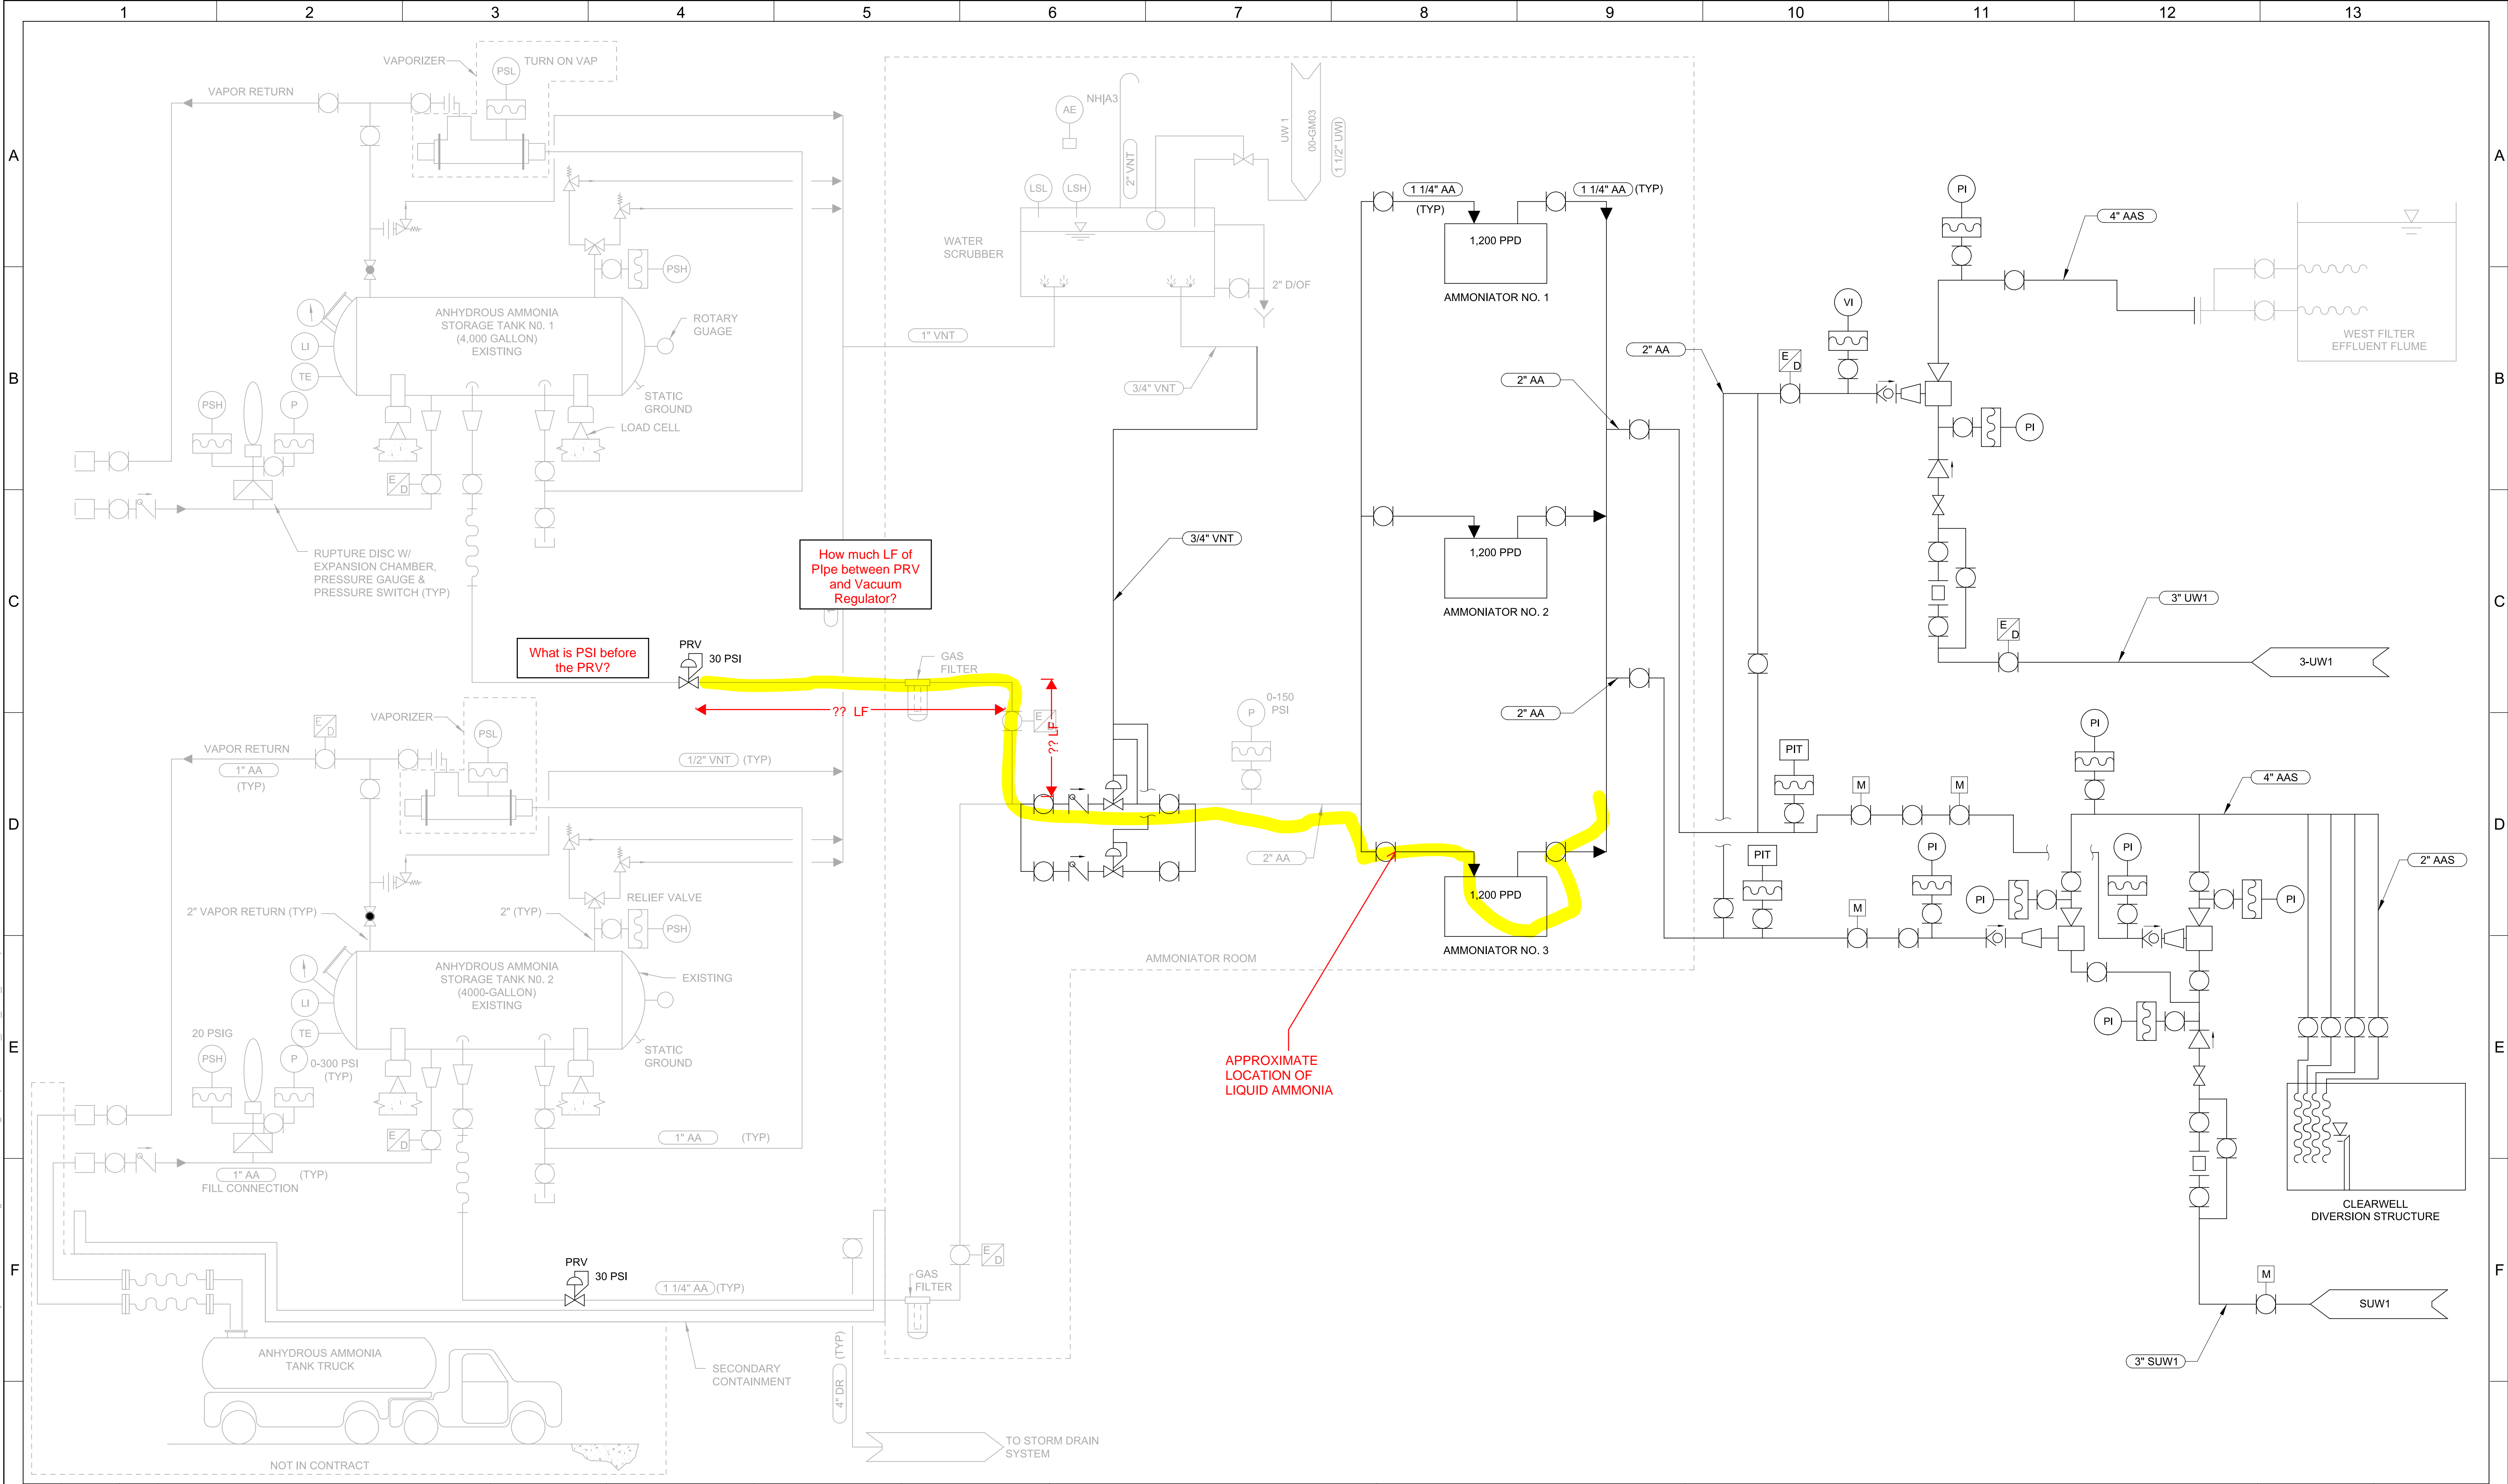 1 2 3 4 5 6 7 8 9 10 11 12 13
A
A
B
B
C
C
D
D
E
E
F
F
VAPORIZER
PSL
TURN ON VAP
VAPOR RETURN
PSH
ANHYDROUS AMMONIA
STORAGE TANK N0. 1
(4,000 GALLON)
EXISTING
ROTARY
GUAGE
LI
TE
PSH
P
STATIC
GROUND
LOAD CELL
E
D
RUPTURE DISC W/
EXPANSION CHAMBER,
PRESSURE GAUGE &
PRESSURE SWITCH (TYP)
AE
NH|A3
2" VNT
UW 1
00-GM03
1 1/2" UWI
LSL
LSH
WATER
SCRUBBER
2" D/OF
1" VNT
3/4" VNT
3/4" VNT
How much LF of
PIpe between PRV
and Vacuum
Regulator?
What is PSI before
the PRV?
PRV
30 PSI
GAS
FILTER
?? LF
?? LF
E
0-150
PSI
P
2" AA
1 1/4" AA
(TYP)
1 1/4" AA
(TYP)
1,200 PPD
AMMONIATOR NO. 1
1,200 PPD
AMMONIATOR NO. 2
1,200 PPD
AMMONIATOR NO. 3
2" AA
2" AA
2" AA
E
D
VI
PI
4" AAS
WEST FILTER
EFFLUENT FLUME
PI
3" UW1
E
D
3-UW1
PI
PIT
M
M
4" AAS
PIT
PI
PI
PI
2" AAS
M
PI
PI
CLEARWELL
DIVERSION STRUCTURE
M
SUW1
3" SUW1
VAPORIZER
E
D
PSL
VAPOR RETURN
1" AA
(TYP)
1/2" VNT
(TYP)
2" VAPOR RETURN (TYP)
2" (TYP)
RELIEF VALVE
PSH
ANHYDROUS AMMONIA
STORAGE TANK N0. 2
(4000-GALLON)
EXISTING
EXISTING
LI
TE
20 PSIG
PSH
P
0-300 PSI
(TYP)
STATIC
GROUND
E
D
1" AA
(TYP)
1" AA
(TYP)
FILL CONNECTION
AMMONIATOR ROOM
APPROXIMATE
LOCATION OF
LIQUID AMMONIA
PRV
30 PSI
1 1/4" AA
(TYP)
E
D
GAS
FILTER
ANHYDROUS AMMONIA
TANK TRUCK
SECONDARY
CONTAINMENT
4" DR
(TYP)
TO STORM DRAIN
SYSTEM
NOT IN CONTRACT